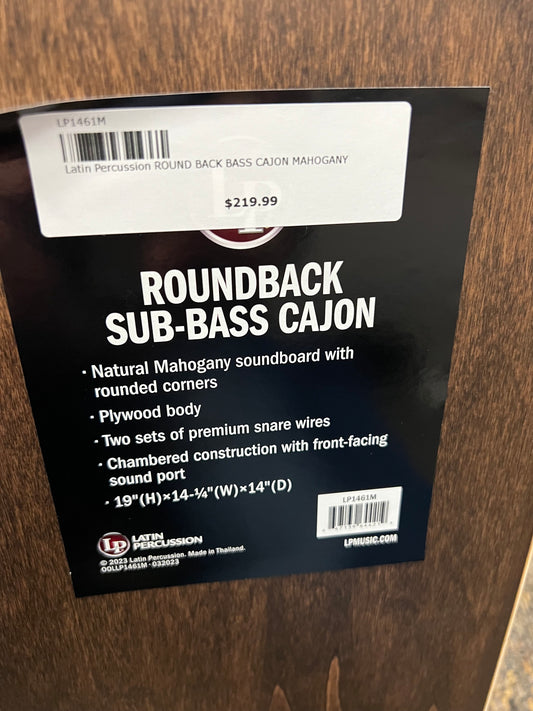 LP1461M
Latin Percussion ROUND BACK BASS CAJON MAHOGANY
$219.99
ROUNDBACK
SUB-BASS CAJON
· Natural Mahogany soundboard with
rounded corners
· Plywood body
· Two sets of premium snare wires
· Chambered construction with front-facing
sound port
· 19"(H)×14-¼"(W)×14"(D)
LP1461M
LP LATIN
PERCUSSION
LPMUSIC.COM
© 2023 Latin Percussion. Made in Thailand.
OOLLP1461M · 032023